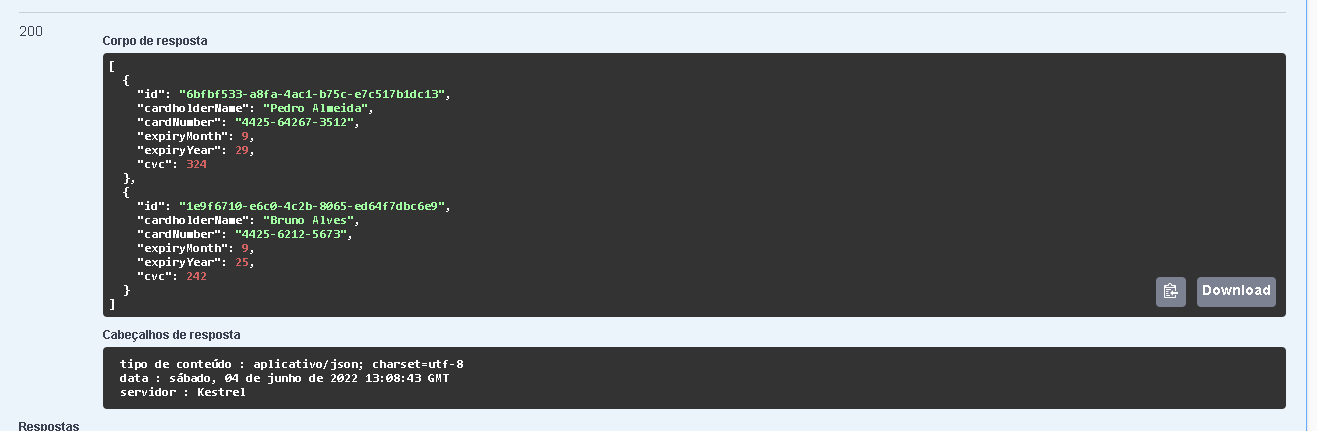 200
Corpo de resposta
[
{
"id": "6bfbf533-a8fa-4ac1-b75c-e7c517b1dc13",
"cardholderName": "Pedro Almeida",
"cardNumber": "4425-64267-3512",
"expiryMonth": 9,
"expiryYear": 29,
"cvc": 324
},
{
"id": "1e9f6710-e6c0-4c2b-8065-ed64f7dbc6e9",
"cardholderName": "Bruno Alves",
"cardNumber": "4425-6212-5673",
"expiryMonth": 9,
"expiryYear": 25,
"cvc": 242
}
]
Download
Cabeçalhos de resposta
tipo de conteúdo : aplicativo/json; charset=utf-8
data : sábado, 04 de junho de 2022 13:08:43 GMT
servidor : Kestrel
Respostas